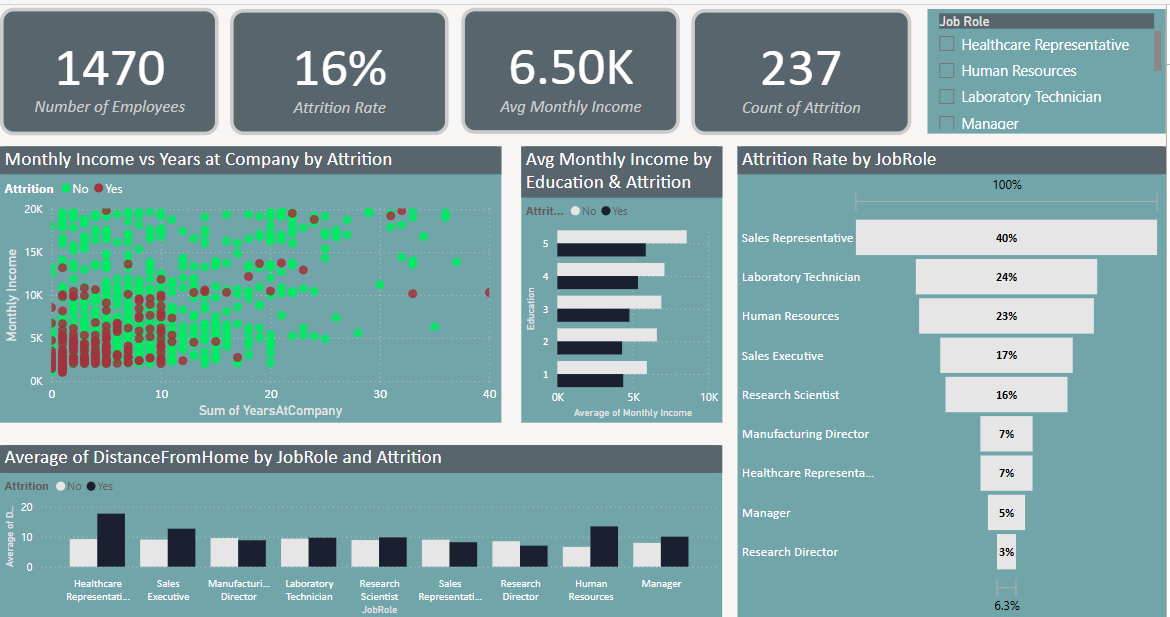 1470
Number of Employees
16%
Attrition Rate
6.50K
Avg Monthly Income
237
Count of Attrition
Job Role
Healthcare Representative
Human Resources
Laboratory Technician
Manager
Monthly Income vs Years at Company by Attrition
Attrition No Yes
20K
15K
10K
5K
0K
Monthly Income
0 10 20 30 40
Sum of YearsAtCompany
Avg Monthly Income by
Education & Attrition
Attrit... No Yes
5
4
3
2
1
Education
0K 5K 10K
Average of Monthly Income
Attrition Rate by JobRole
100%
Sales Representative 40%
Laboratory Technician 24%
Human Resources 23%
Sales Executive 17%
Research Scientist 16%
Manufacturing Director 7%
Healthcare Representa... 7%
Manager 5%
Research Director 3%
6.3%
Average of DistanceFromHome by JobRole and Attrition
Attrition No Yes
20
10
0
Average of D...
Healthcare
Representati...
Sales
Executive
Manufacturi...
Director
Laboratory
Technician
Research
Scientist
Sales
Representati...
Research
Director
Human
Resources
Manager
JobRole